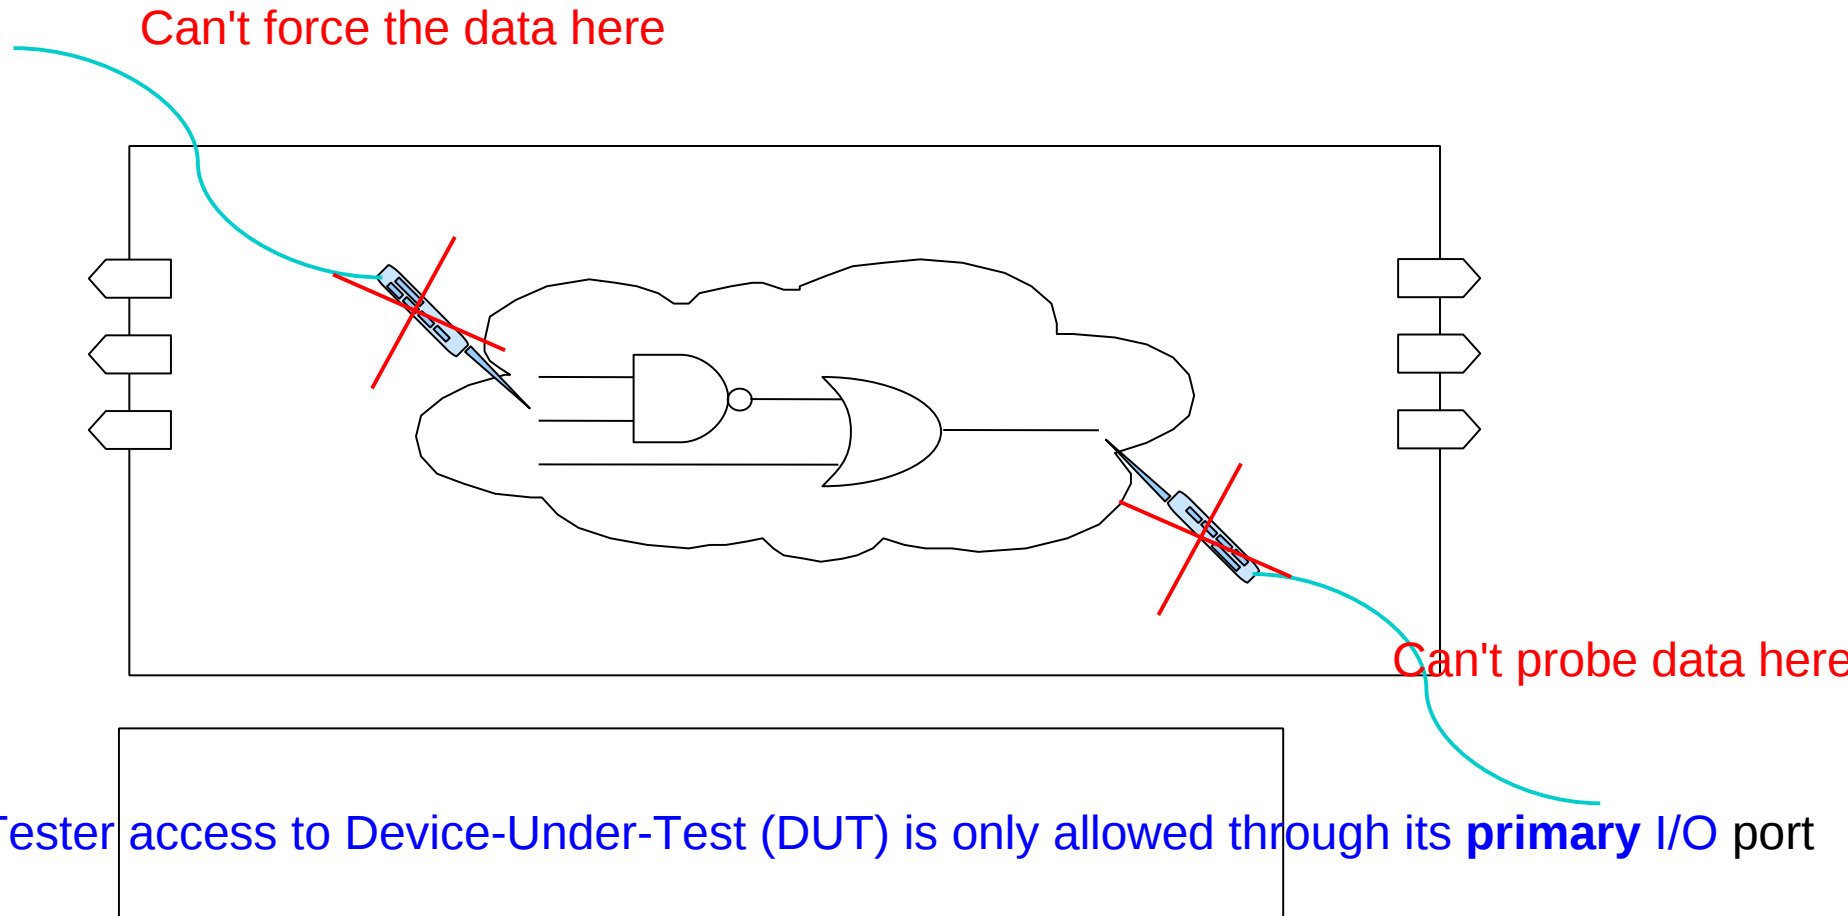 Can't force the data here
Can't probe data here
Tester access to Device-Under-Test (DUT) is only allowed through its primary I/O port